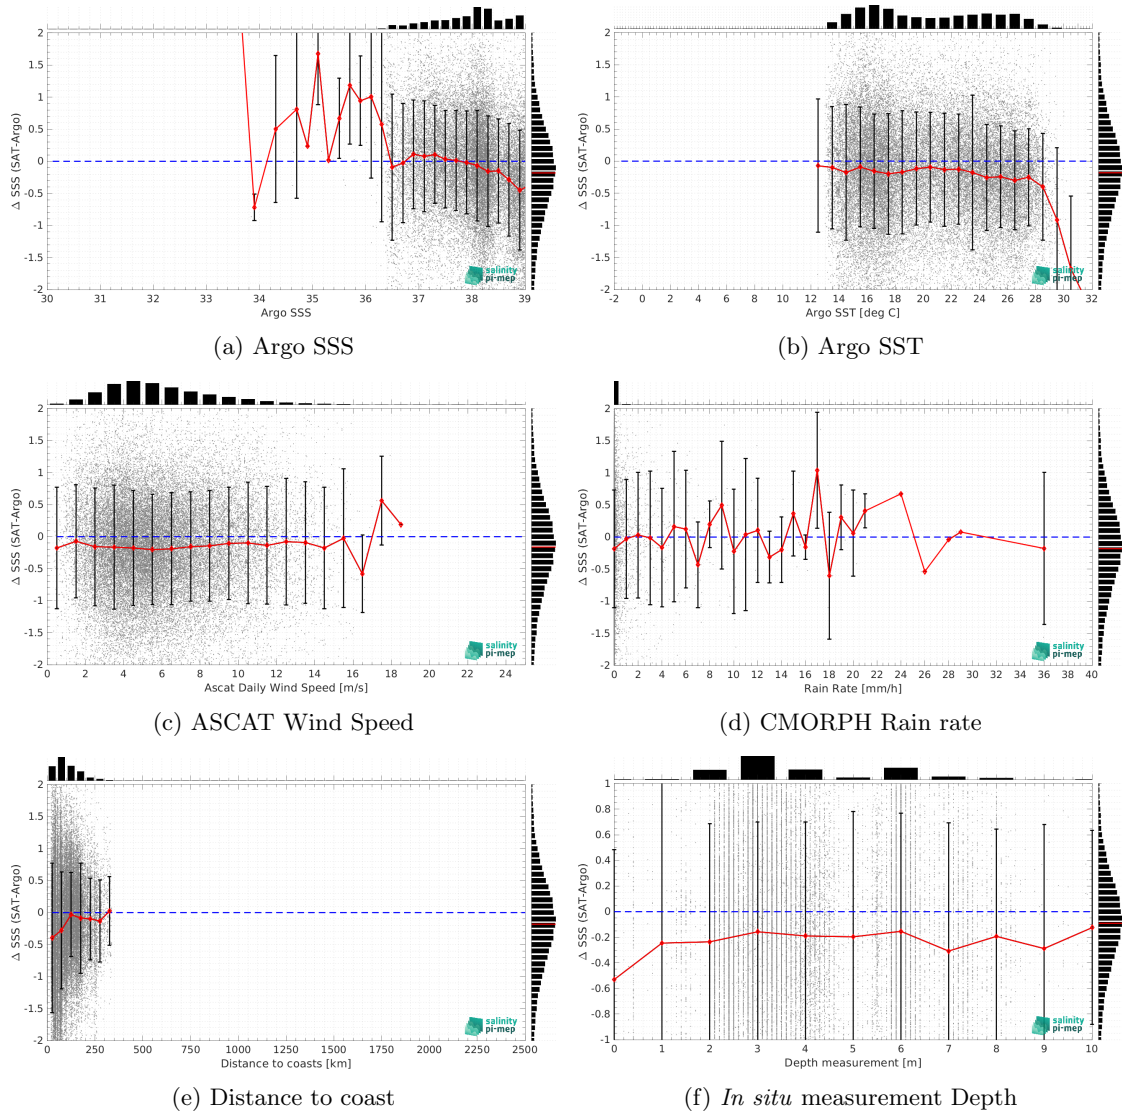 2
1.5
1
0.5
0
-0.5
-1
-1.5
-2
Δ SSS (SAT-Argo)
30 31 32 33 34 35 36 37 38 39
Argo SSS
salinity
pi-mep
(a) Argo SSS
2
1.5
1
0.5
0
-0.5
-1
-1.5
-2
Δ SSS (SAT-Argo)
-2 0 2 4 6 8 10 12 14 16 18 20 22 24 26 28 30 32
Argo SST [deg C]
salinity
pi-mep
(b) Argo SST
2
1.5
1
0.5
0
-0.5
-1
-1.5
-2
Δ SSS (SAT-Argo)
0 2 4 6 8 10 12 14 16 18 20 22 24
Ascat Daily Wind Speed [m/s]
salinity
pi-mep
(c) ASCAT Wind Speed
2
1.5
1
0.5
0
-0.5
-1
-1.5
-2
Δ SSS (SAT-Argo)
0 2 4 6 8 10 12 14 16 18 20 22 24 26 28 30 32 34 36 38 40
Rain Rate [mm/h]
salinity
pi-mep
(d) CMORPH Rain rate
2
1.5
1
0.5
0
-0.5
-1
-1.5
-2
Δ SSS (SAT-Argo)
0 250 500 750 1000 1250 1500 1750 2000 2250 2500
Distance to coasts [km]
salinity
pi-mep
(e) Distance to coast
1
0.8
0.6
0.4
0.2
0
-0.2
-0.4
-0.6
-0.8
-1
Δ SSS (SAT-Argo)
0 1 2 3 4 5 6 7 8 9 10
Depth measurement [m]
salinity
pi-mep
(f) In situ measurement Depth